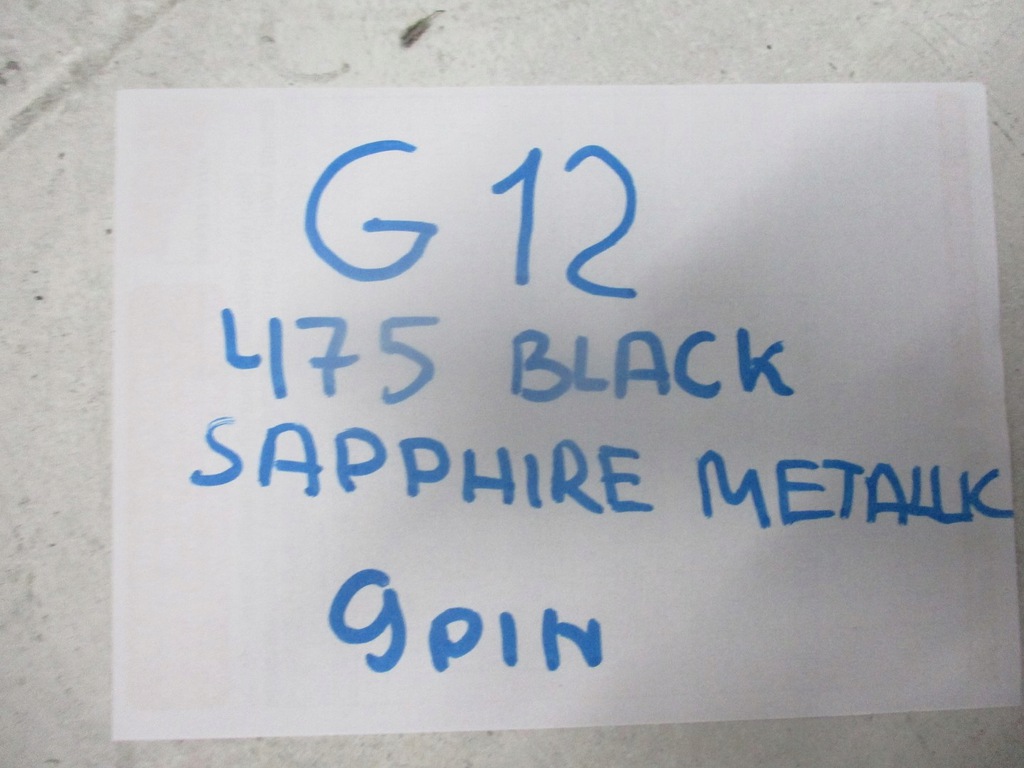 G12
475 BLACK
SAPPHIRE METALLIC
9PIN